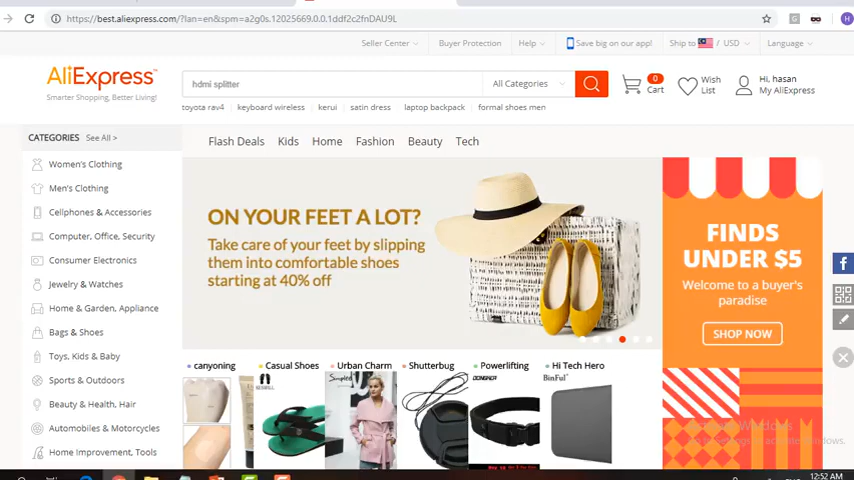 https://best.aliexpress.com/?lan=en&spm=a2g0s.12025669.0.0.1ddf2c2fnDAU9L
Seller Center
Buyer Protection
Help
Save big on our app!
Ship to / USD
Language
AliExpress™
Smarter Shopping, Better Living!
hdmi splitter
All Categories
0
Cart
Wish
List
Hi, hasan
My AliExpress
toyota rav4 keyboard wireless kerui satin dress laptop backpack formal shoes men
CATEGORIES See All >
Flash Deals Kids Home Fashion Beauty Tech
Women's Clothing
Men's Clothing
Cellphones & Accessories
Computer, Office, Security
Consumer Electronics
Jewelry & Watches
Home & Garden, Appliance
Bags & Shoes
Toys, Kids & Baby
Sports & Outdoors
Beauty & Health, Hair
Automobiles & Motorcycles
Home Improvement, Tools
ON YOUR FEET A LOT?
Take care of your feet by slipping
them into comfortable shoes
starting at 40% off
FINDS
UNDER $5
Welcome to a buyer's
paradise
SHOP NOW
canyoning Casual Shoes Urban Charm Shutterbug Powerlifting Hi Tech Hero
BinFul
12:52 AM